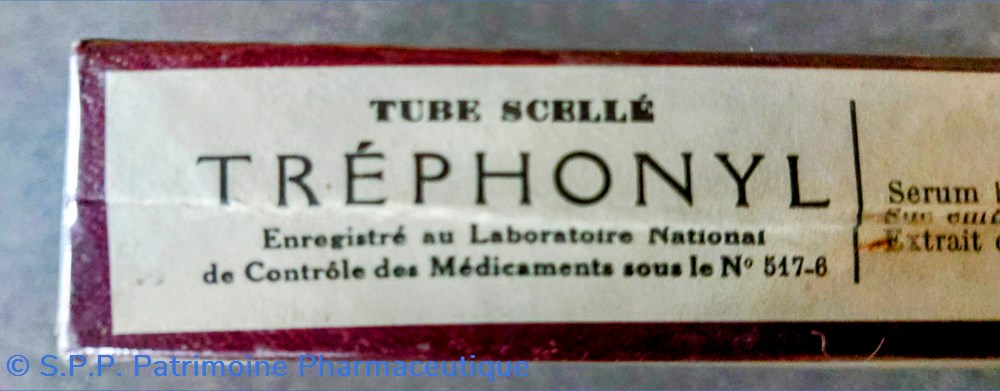 TUBE SCELLÉ
TRÉPHONYL
Enregistré au Laboratoire National
de Contrôle des Médicaments sous le Nº 517-6
Serum
Extrait
© S.P.P. Patrimoine Pharmaceutique